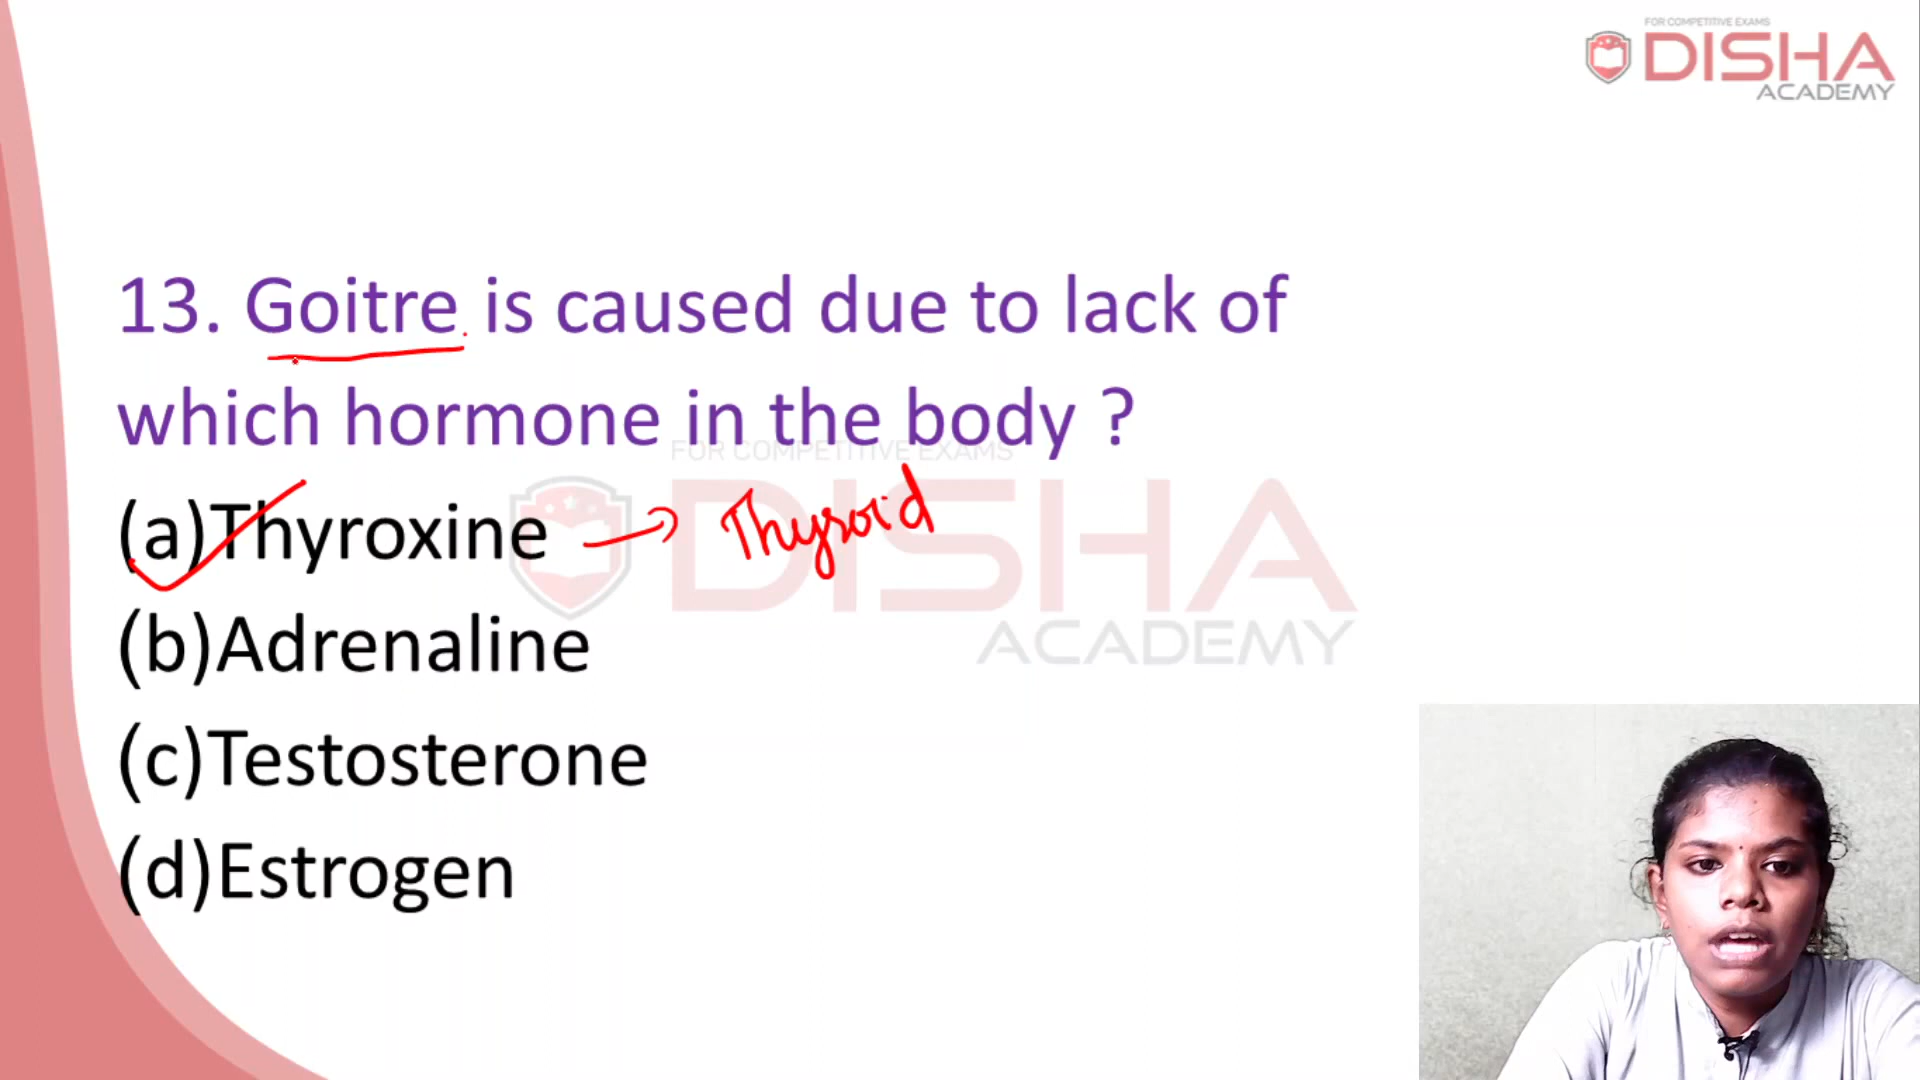 FOR COMPETITIVE EXAMS
DISHA
ACADEMY
13. Goitre is caused due to lack of
which hormone in the body ?
FOR COMPETITIVE EXAMS
(a)Thyroxine → Thyroid
DISHA
ACADEMY
(b)Adrenaline
(c)Testosterone
(d)Estrogen